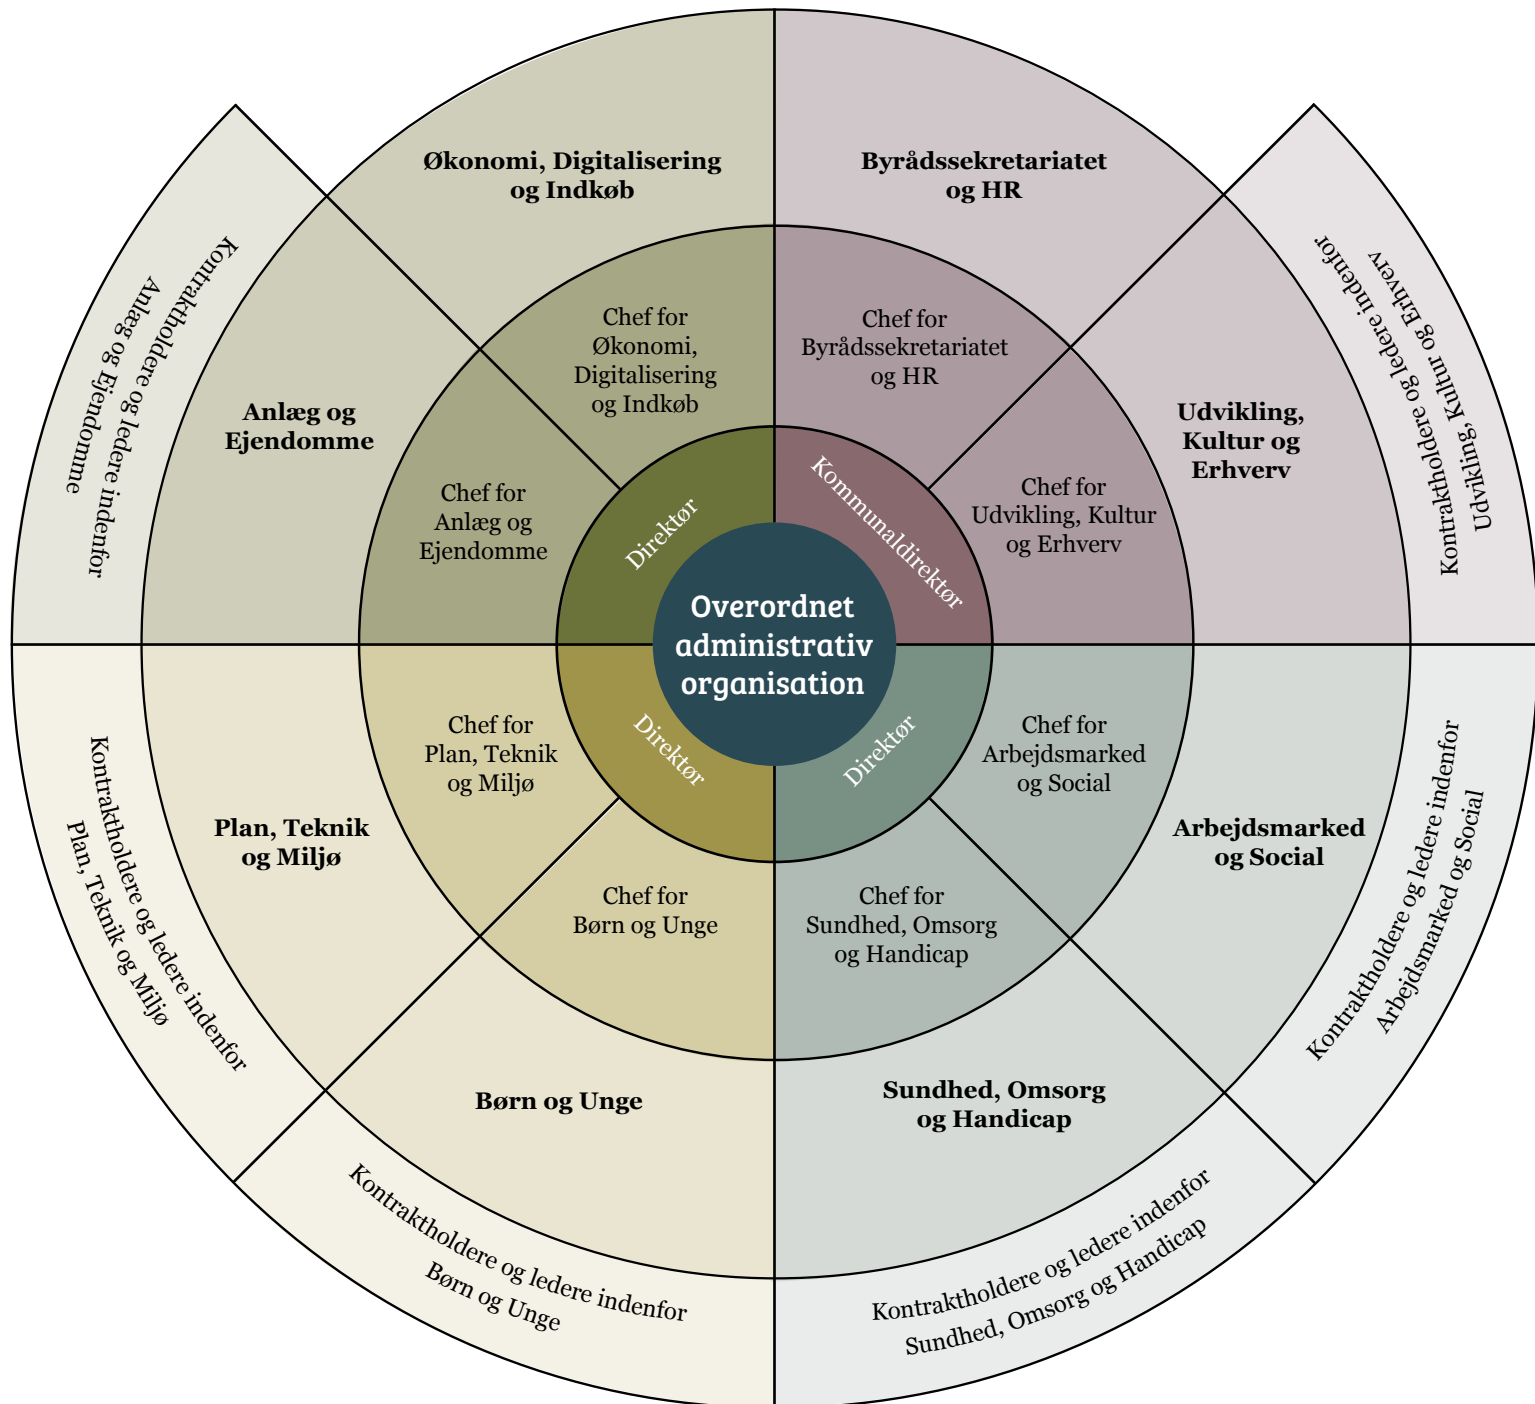 Økonomi, Digitalisering
og Indkøb
Byrådssekretariatet
og HR
Kontraktholdere og ledere indenfor
Anlæg og Ejendomme
Anlæg og
Ejendomme
Chef for
Økonomi,
Digitalisering
og Indkøb
Chef for
Byrådssekretariatet
og HR
Udvikling,
Kultur og
Erhverv
Kontraktholdere og ledere indenfor
Udvikling, Kultur og Erhverv
Chef for
Anlæg og
Ejendomme
Direktør
Kommunaldirektør
Chef for
Udvikling, Kultur
og Erhverv
Overordnet
administrativ
organisation
Chef for
Plan, Teknik
og Miljø
Direktør
Direktør
Chef for
Arbejdsmarked
og Social
Kontraktholdere og ledere indenfor
Plan, Teknik og Miljø
Plan, Teknik
og Miljø
Chef for
Børn og Unge
Chef for
Sundhed, Omsorg
og Handicap
Arbejdsmarked
og Social
Kontraktholdere og ledere indenfor
Arbejdsmarked og Social
Børn og Unge
Sundhed, Omsorg
og Handicap
Kontraktholdere og ledere indenfor
Børn og Unge
Kontraktholdere og ledere indenfor
Sundhed, Omsorg og Handicap